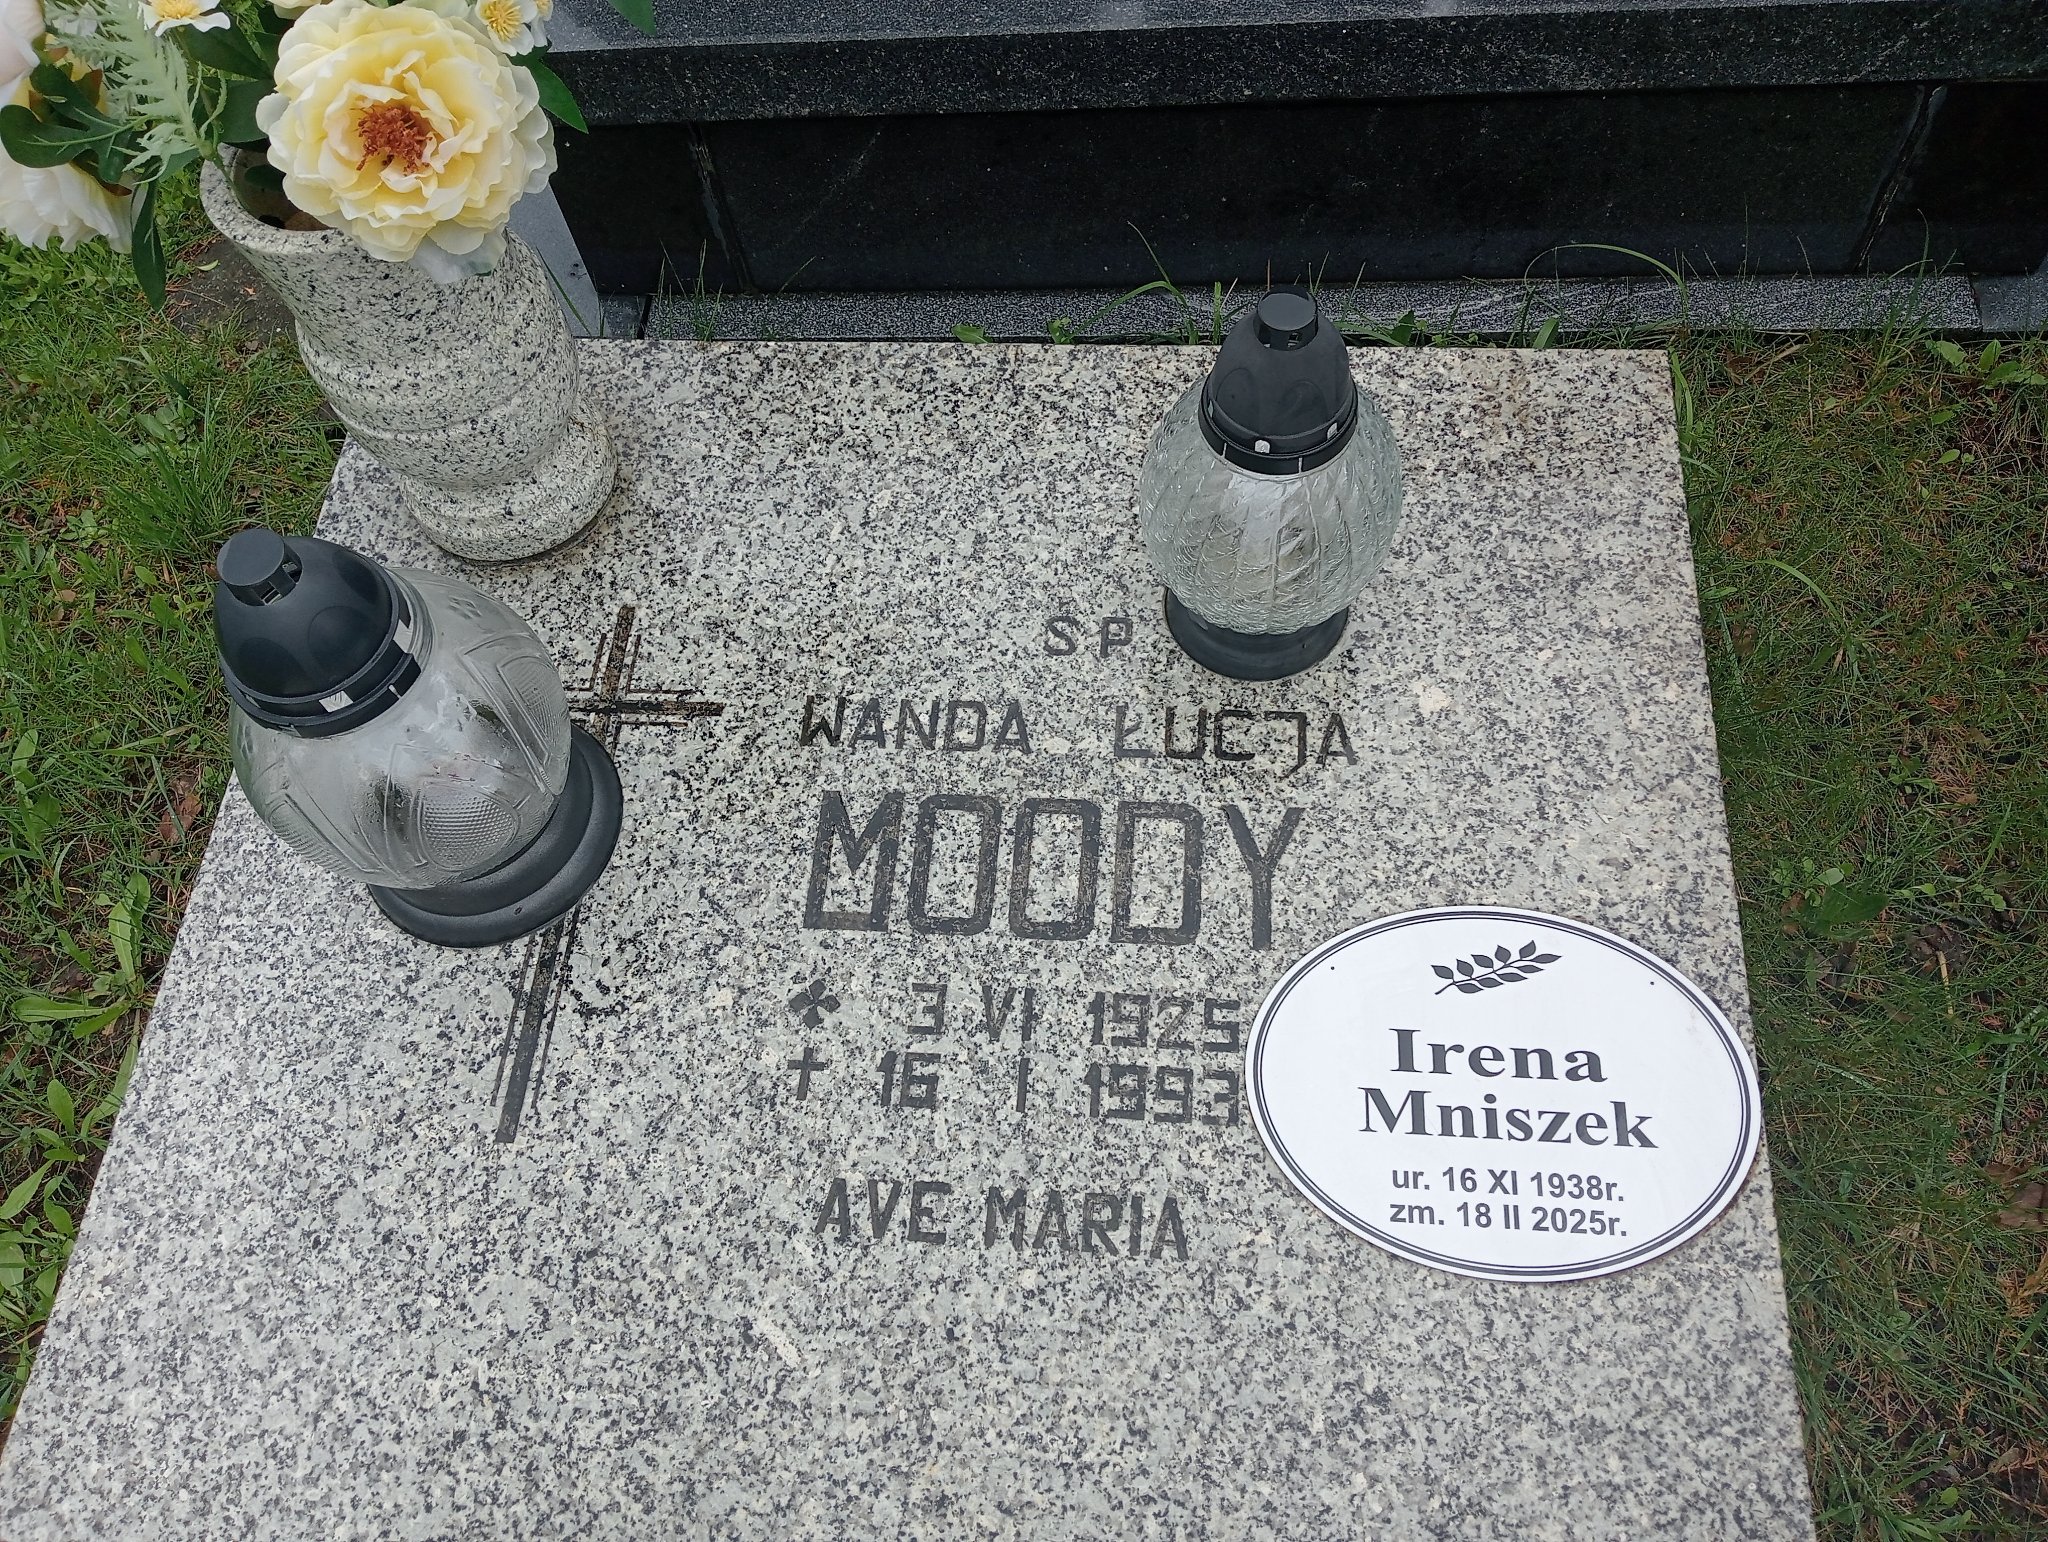 Ś P
WANDA ŁUCJA
MOODY
3 VI 1925
✝ 16 I 1993
AVE MARIA
Irena
Mniszek
ur. 16 XI 1938r.
zm. 18 II 2025r.